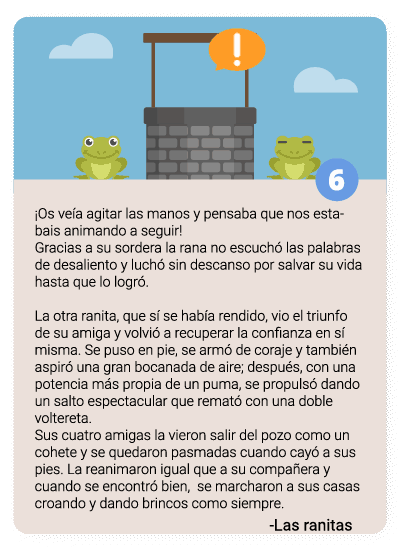 !
6
¡Os veía agitar las manos y pensaba que nos esta-
bais animando a seguir!
Gracias a su sordera la rana no escuchó las palabras
de desaliento y luchó sin descanso por salvar su vida
hasta que lo logró.
La otra ranita, que sí se había rendido, vio el triunfo
de su amiga y volvió a recuperar la confianza en sí
misma. Se puso en pie, se armó de coraje y también
aspiró una gran bocanada de aire; después, con una
potencia más propia de un puma, se propulsó dando
un salto espectacular que remató con una doble
voltereta.
Sus cuatro amigas la vieron salir del pozo como un
cohete y se quedaron pasmadas cuando cayó a sus
pies. La reanimaron igual que a su compañera y
cuando se encontró bien,  se marcharon a sus casas
croando y dando brincos como siempre.
-Las ranitas